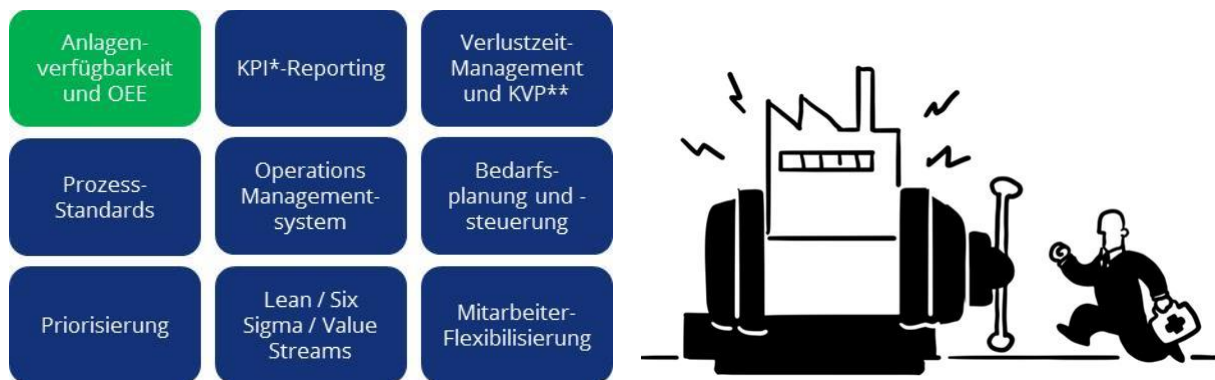 Anlagen-
verfügbarkeit
und OEE
KPI*-Reporting
Verlustzeit-
Management
und KVP**
Prozess-
Standards
Operations
Management-
system
Bedarfs-
planung und -
steuerung
Priorisierung
Lean / Six
Sigma / Value
Streams
Mitarbeiter-
Flexibilisierung